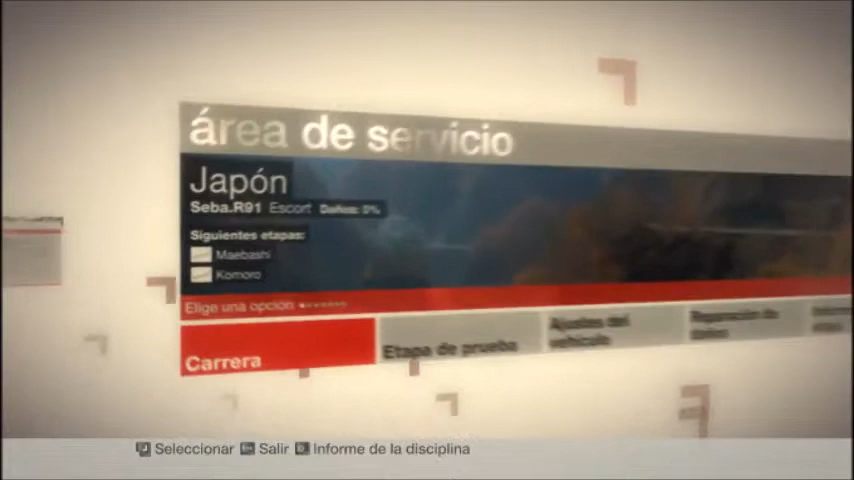 área de servicio
Japón
Seba.R91 Escort Daños: 0%
Siguientes etapas:
Maebashi
Komoro
Elige una opción
Carrera
Etapa de prueba
Ajustes del
vehículo
Reparación de
Seleccionar Salir Informe de la disciplina